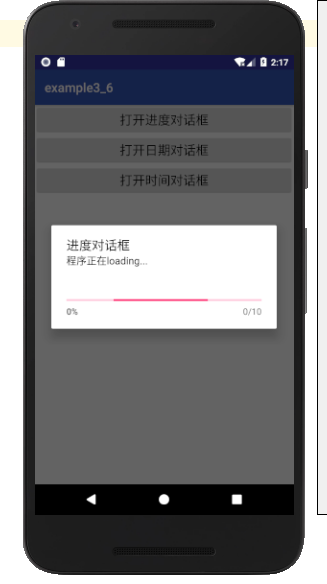 2:17
example3_6
打开进度对话框
打开日期对话框
打开时间对话框
进度对话框
程序正在loading...
0%
0/10